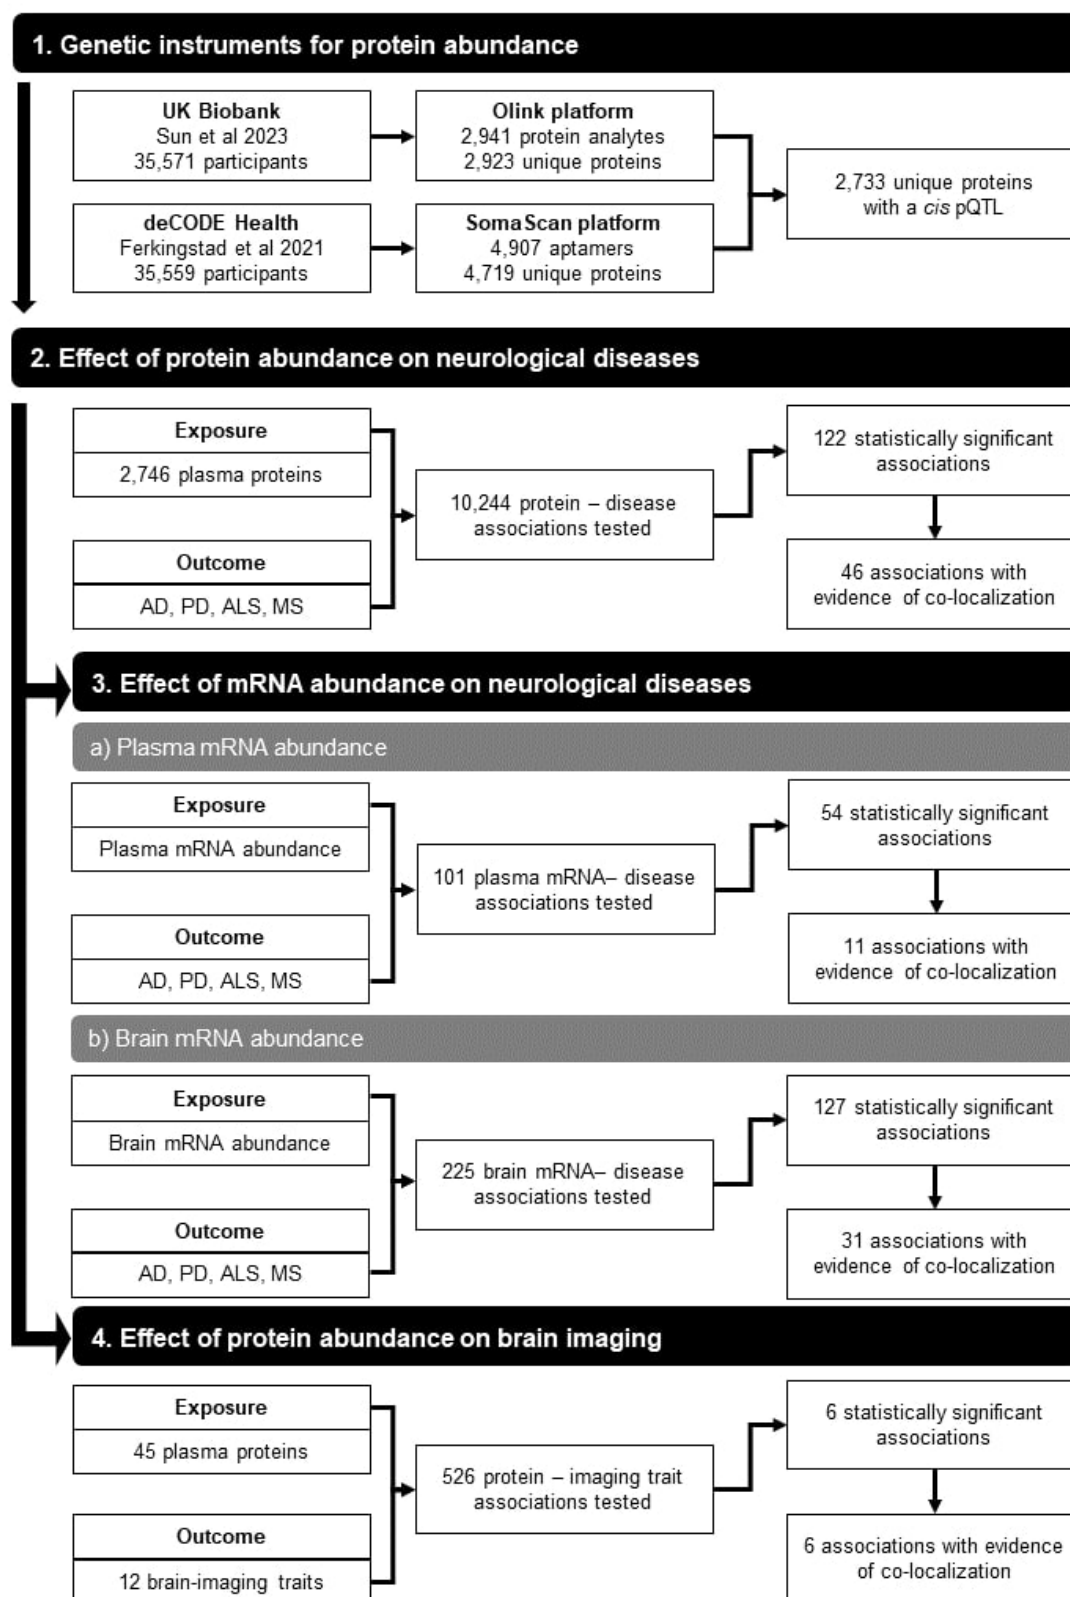 1. Genetic instruments for protein abundance
UK Biobank
Sun et al 2023
35,571 participants
Olink platform
2,941 protein analytes
2,923 unique proteins
deCODE Health
Ferkingstad et al 2021
35,559 participants
SomaScan platform
4,907 aptamers
4,719 unique proteins
2,733 unique proteins
with a cis pQTL
2. Effect of protein abundance on neurological diseases
Exposure
2,746 plasma proteins
Outcome
AD, PD, ALS, MS
10,244 protein – disease
associations tested
122 statistically significant
associations
46 associations with
evidence of co-localization
3. Effect of mRNA abundance on neurological diseases
a) Plasma mRNA abundance
Exposure
Plasma mRNA abundance
Outcome
AD, PD, ALS, MS
101 plasma mRNA– disease
associations tested
54 statistically significant
associations
11 associations with
evidence of co-localization
b) Brain mRNA abundance
Exposure
Brain mRNA abundance
Outcome
AD, PD, ALS, MS
225 brain mRNA– disease
associations tested
127 statistically significant
associations
31 associations with
evidence of co-localization
4. Effect of protein abundance on brain imaging
Exposure
45 plasma proteins
Outcome
12 brain-imaging traits
526 protein – imaging trait
associations tested
6 statistically significant
associations
6 associations with evidence
of co-localization